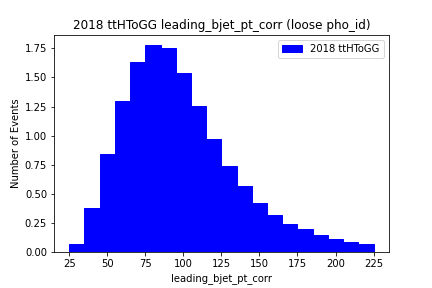 2018 ttHToGG leading_bjet_pt_corr (loose pho_id)
2018 ttHToGG
Number of Events
1.75
1.50
1.25
1.00
0.75
0.50
0.25
0.00
25 50 75 100 125 150 175 200 225
leading_bjet_pt_corr